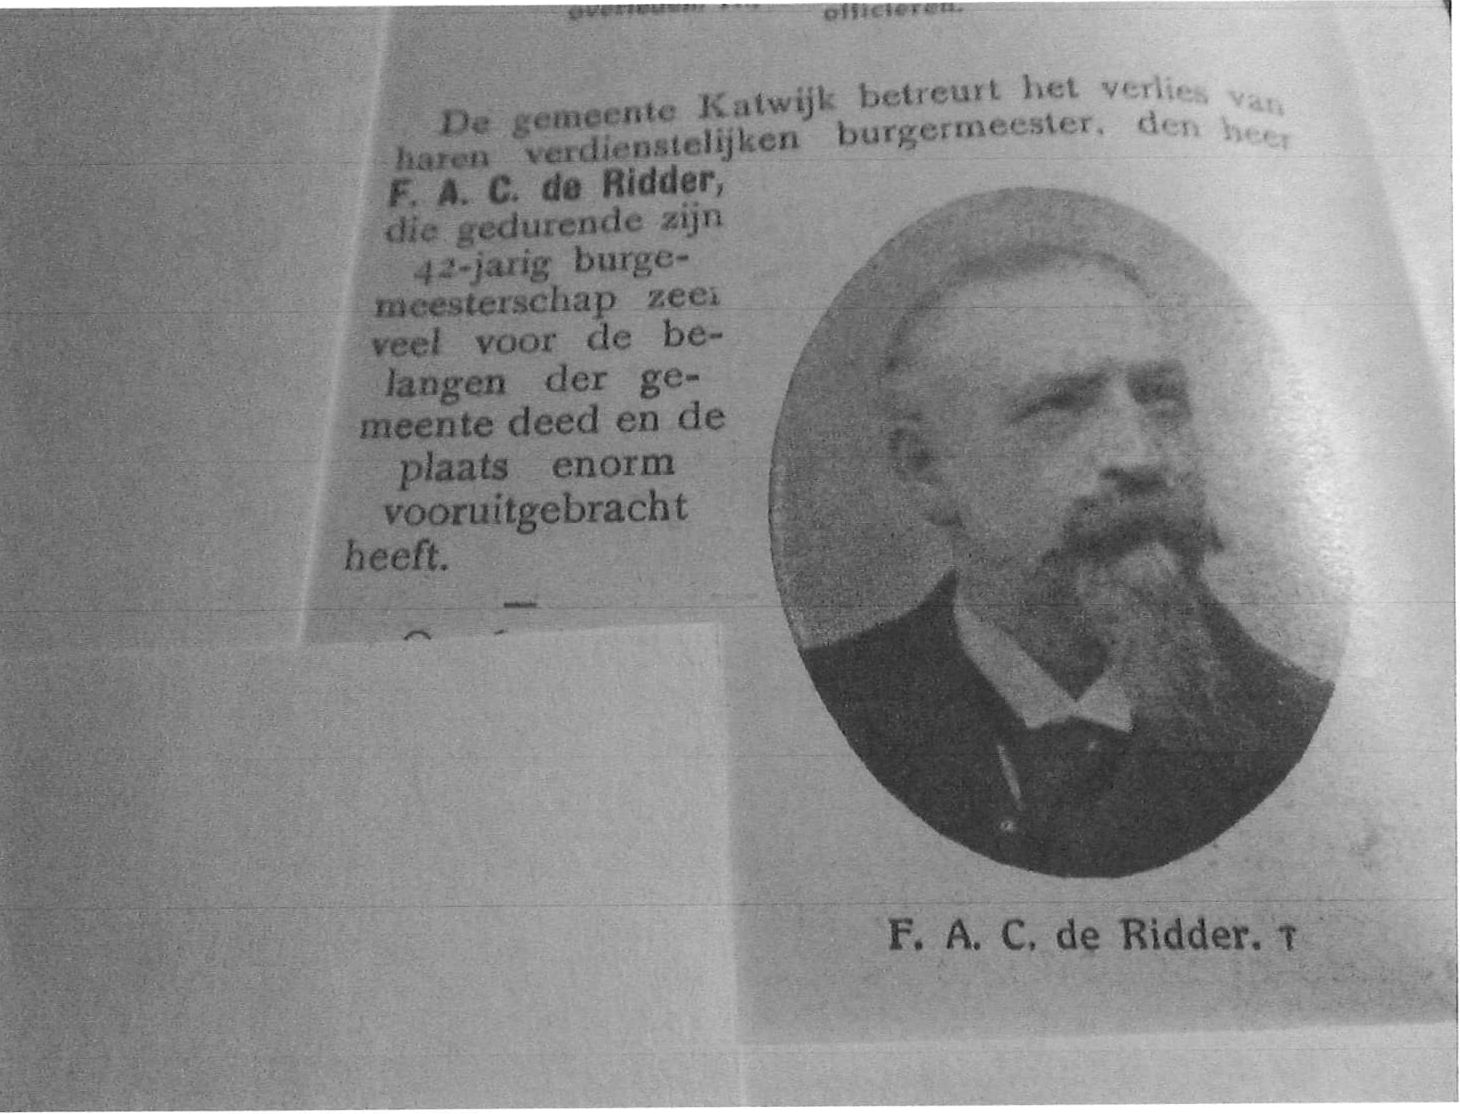 officieren.
De gemeente Katwijk betreurt het verlies van
haren verdienstelijken burgermeester, den heer
F. A. C. de Ridder,
die gedurende zijn
42-jarig burge-
meesterschap zeer
veel voor de be-
langen der ge-
meente deed en de
plaats enorm
vooruitgebracht
heeft.
F. A. C. de Ridder. †